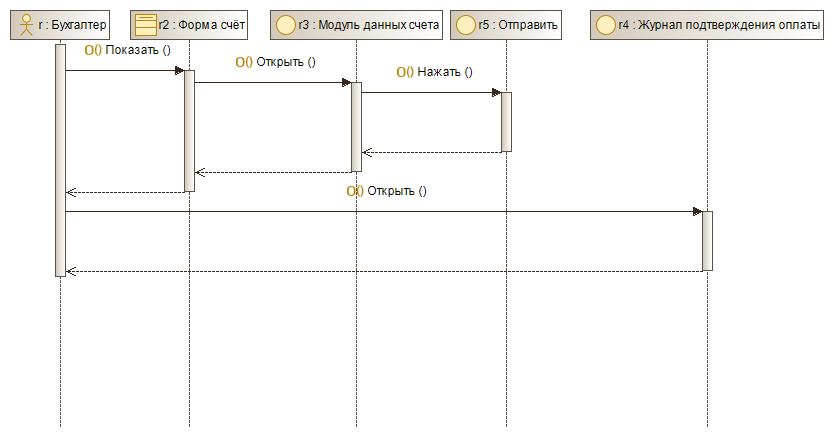 r : Бухгалтер
r2 : Форма счёт
r3 : Модуль данных счета
r5 : Отправить
r4 : Журнал подтверждения оплаты
O() Показать ()
O() Открыть ()
O() Нажать ()
O() Открыть ()